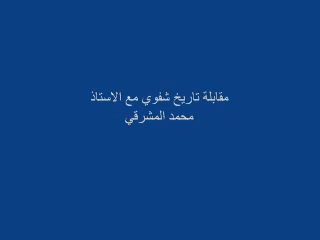 مقابلة تاريخ شفوي مع الاستاذ
محمد المشرقي